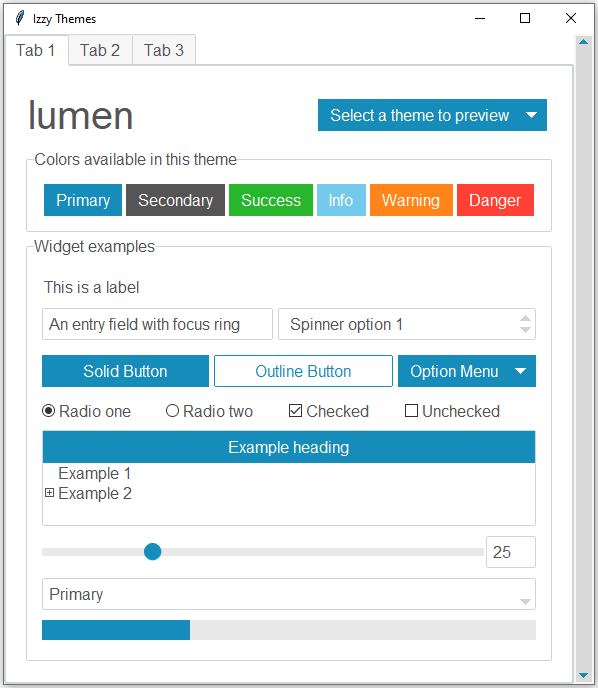 Izzy Themes
Tab 1 Tab 2 Tab 3
lumen Select a theme to preview
Colors available in this theme
Primary Secondary Success Info Warning Danger
Widget examples
This is a label
An entry field with focus ring Spinner option 1
Solid Button Outline Button Option Menu
Radio one Radio two Checked Unchecked
Example heading
Example 1
Example 2
25
Primary